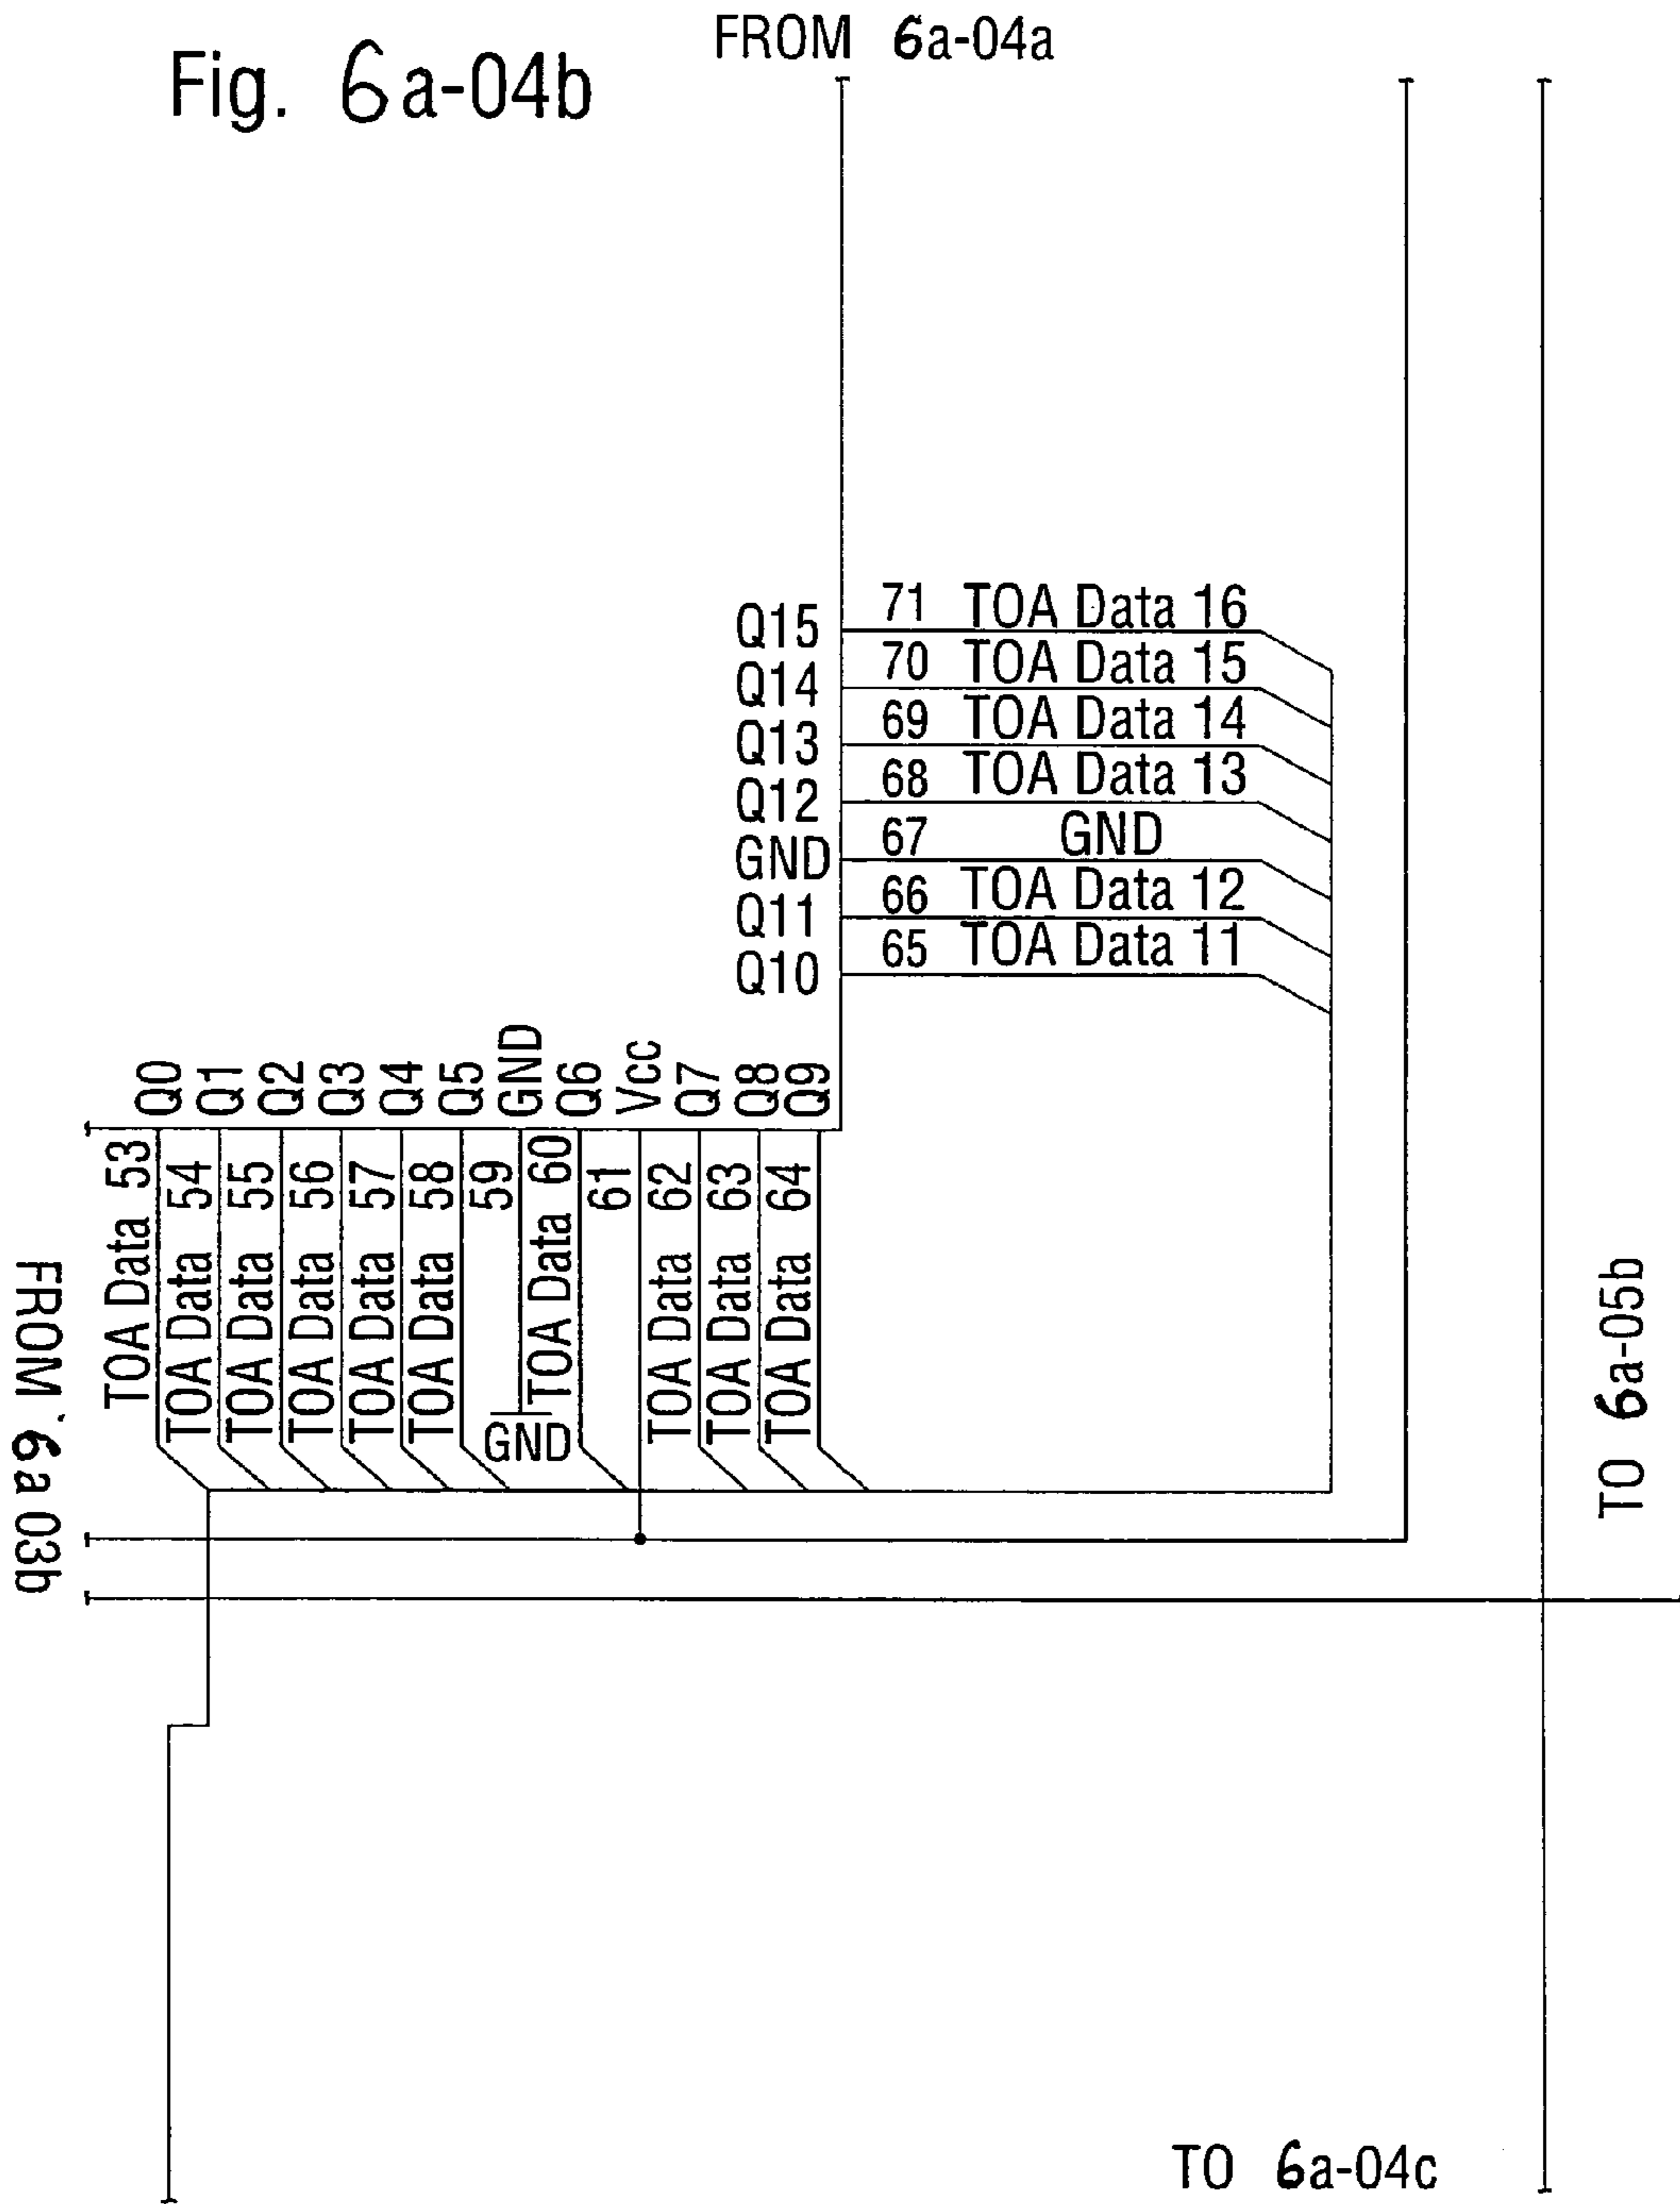 FROM 6a-04a
Fig. 6a-04b
Q15 71 TOA Data 16
Q14 70 TOA Data 15
Q13 69 TOA Data 14
Q12 68 TOA Data 13
GND 67 GND
Q11 66 TOA Data 12
Q10 65 TOA Data 11
Q0
Q1
Q2
Q3
Q4
Q5
GND
Q6
Vcc
Q7
Q8
Q9
TOA Data 53
TOA Data 54
TOA Data 55
TOA Data 56
TOA Data 57
TOA Data 58
59
GND
TOA Data 60
61
TOA Data 62
TOA Data 63
TOA Data 64
FROM 6a 03b
TO 6a-05b
TO 6a-04c